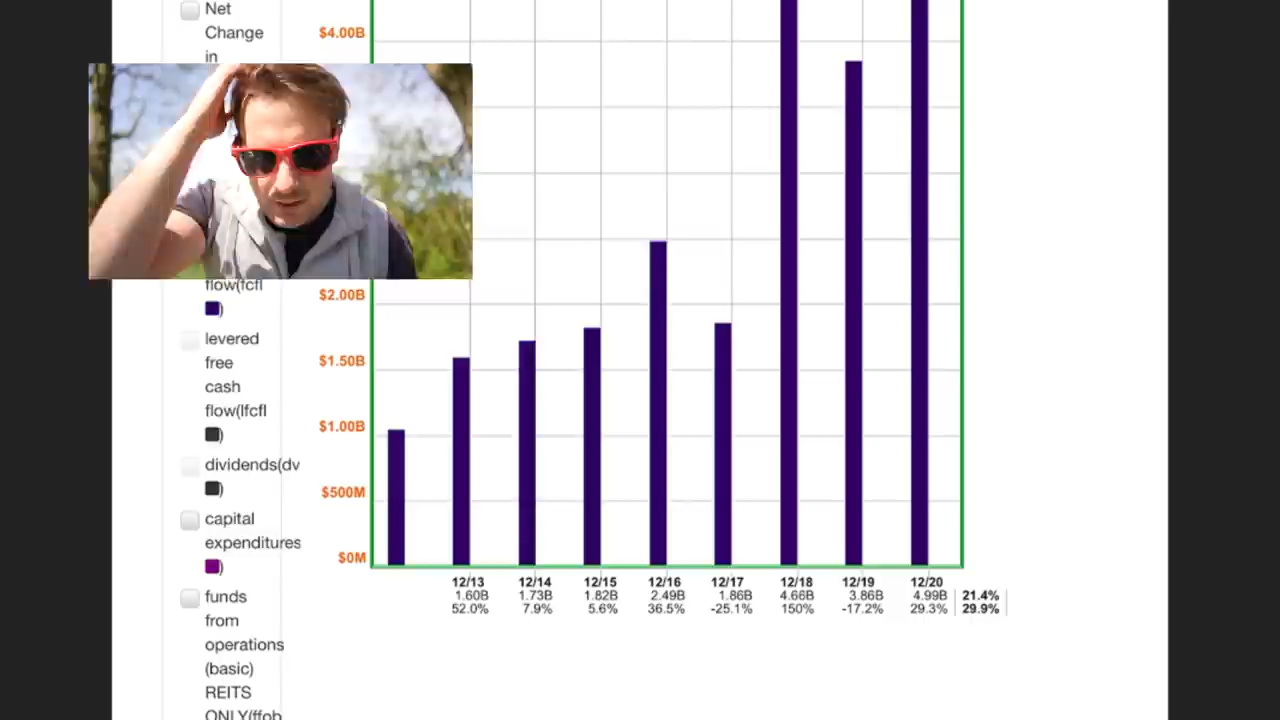 Net
Change
in
flow(fcfl
)
levered
free
cash
flow(lfcfl
)
dividends(dv
)
capital
expenditures
)
funds
from
operations
(basic)
REITS
ONLY(ffob
$4.00B
$2.00B
$1.50B
$1.00B
$500M
$0M
12/13 12/14 12/15 12/16 12/17 12/18 12/19 12/20
1.60B 1.73B 1.82B 2.49B 1.86B 4.66B 3.86B 4.99B 21.4%
52.0% 7.9% 5.6% 36.5% -25.1% 150% -17.2% 29.3% 29.9%